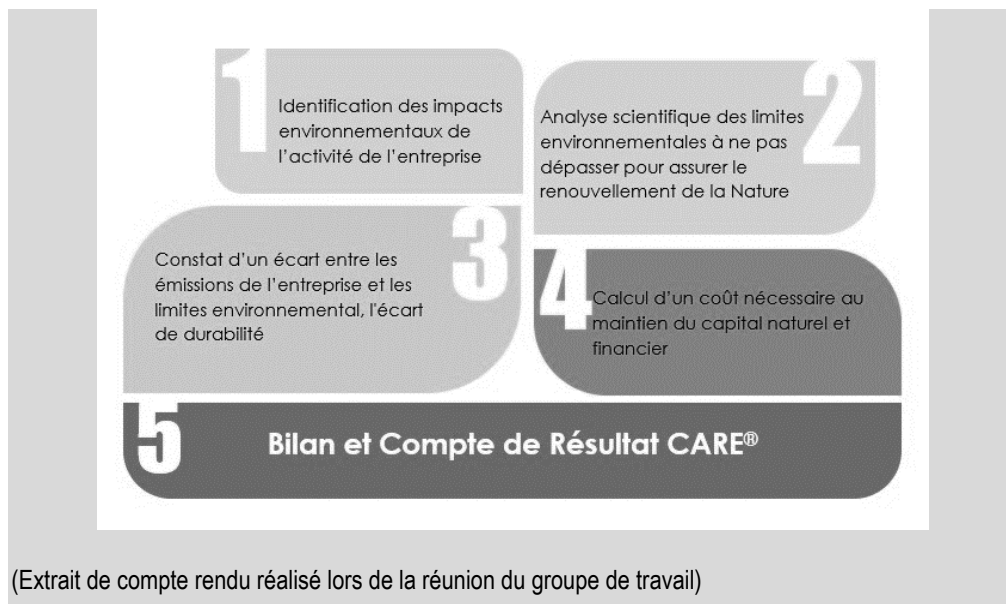 1
Identification des impacts
environnementaux de
l'activité de l'entreprise
2
Analyse scientifique des limites
environnementales à ne pas
dépasser pour assurer le
renouvellement de la Nature
3
Constat d'un écart entre les
émissions de l'entreprise et les
limites environnemental, l'écart
de durabilité
4
Calcul d'un coût nécessaire au
maintien du capital naturel et
financier
5
Bilan et Compte de Résultat CARE®
(Extrait de compte rendu réalisé lors de la réunion du groupe de travail)